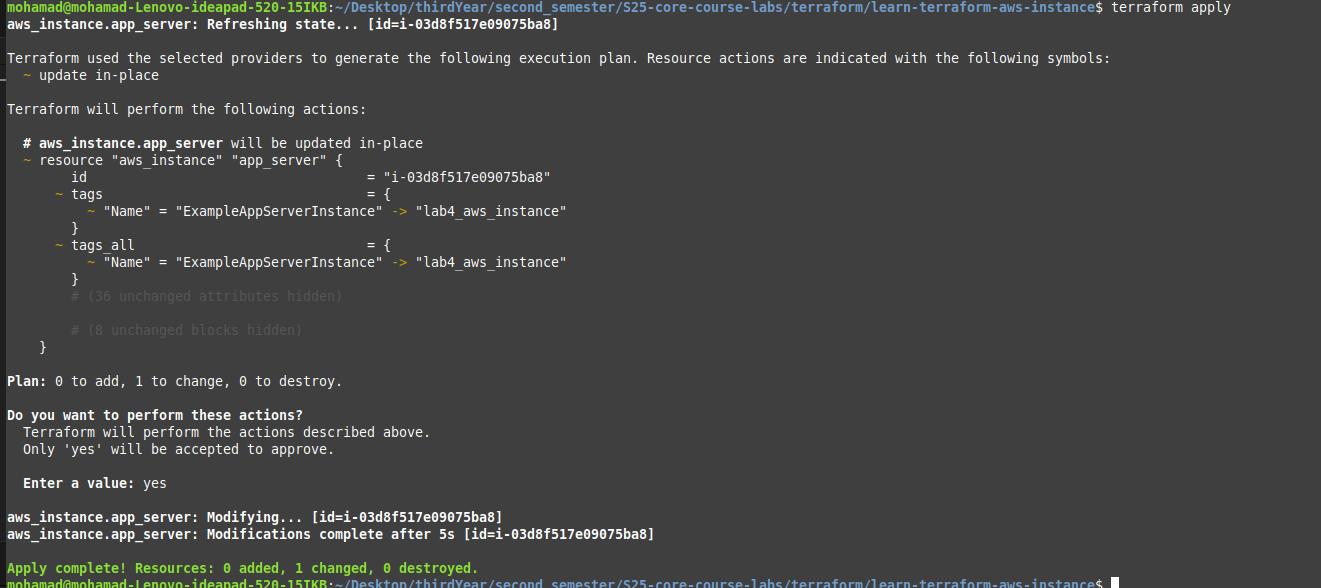 mohamad@mohamad-Lenovo-ideapad-520-15IKB:~/Desktop/thirdYear/second_semester/S25-core-course-labs/terraform/learn-terraform-aws-instance$ terraform apply
aws_instance.app_server: Refreshing state... [id=i-03d8f517e09075ba8]
Terraform used the selected providers to generate the following execution plan. Resource actions are indicated with the following symbols:
~ update in-place
Terraform will perform the following actions:
# aws_instance.app_server will be updated in-place
~ resource "aws_instance" "app_server" {
id = "i-03d8f517e09075ba8"
~ tags = {
~ "Name" = "ExampleAppServerInstance" -> "lab4_aws_instance"
}
~ tags_all = {
~ "Name" = "ExampleAppServerInstance" -> "lab4_aws_instance"
}
# (36 unchanged attributes hidden)
# (8 unchanged blocks hidden)
}
Plan: 0 to add, 1 to change, 0 to destroy.
Do you want to perform these actions?
Terraform will perform the actions described above.
Only 'yes' will be accepted to approve.
Enter a value: yes
aws_instance.app_server: Modifying... [id=i-03d8f517e09075ba8]
aws_instance.app_server: Modifications complete after 5s [id=i-03d8f517e09075ba8]
Apply complete! Resources: 0 added, 1 changed, 0 destroyed.
mohamad@mohamad-Lenovo-ideapad-520-15IKB:~/Desktop/thirdYear/second_semester/S25-core-course-labs/terraform/learn-terraform-aws-instance$